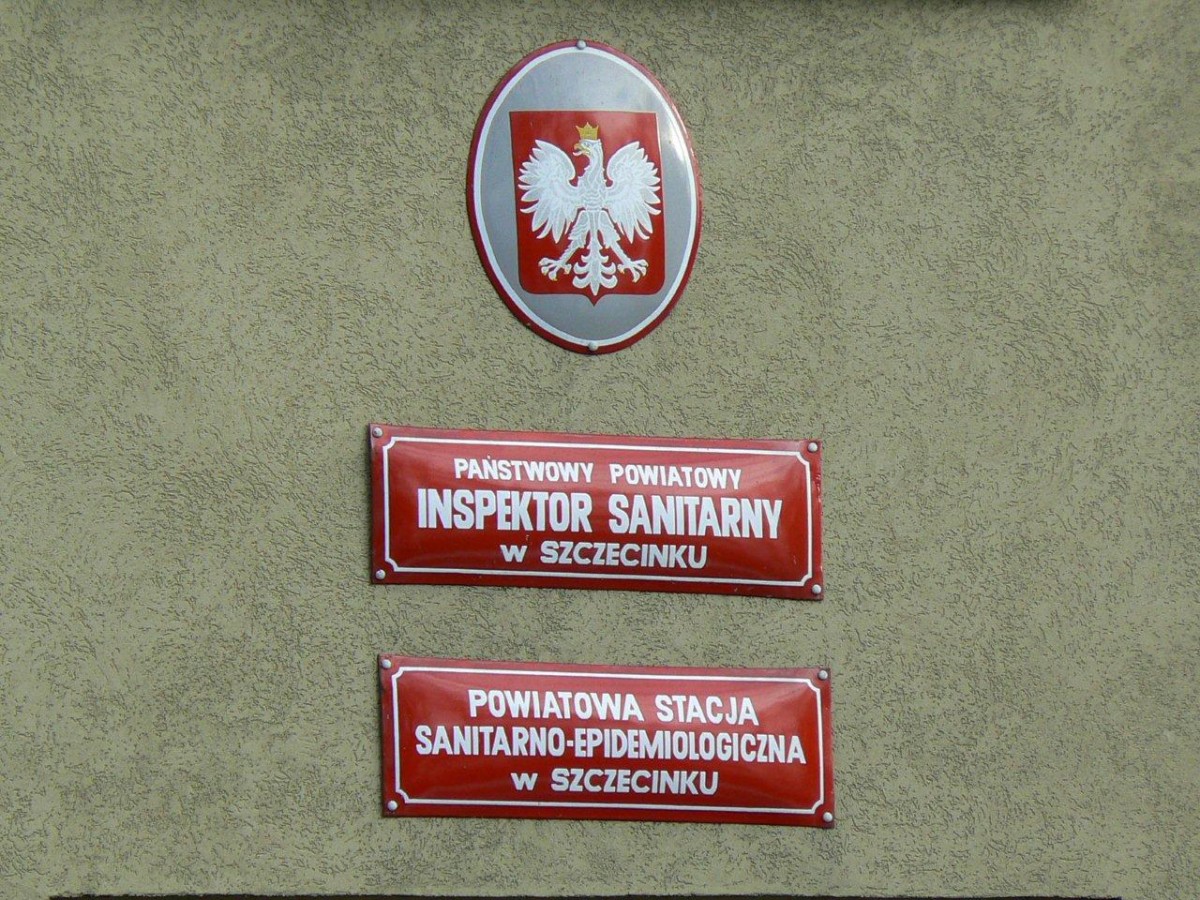 PAŃSTWOWY POWIATOWY
INSPEKTOR SANITARNY
W SZCZECINKU
POWIATOWA STACJA
SANITARNO-EPIDEMIOLOGICZNA
W SZCZECINKU